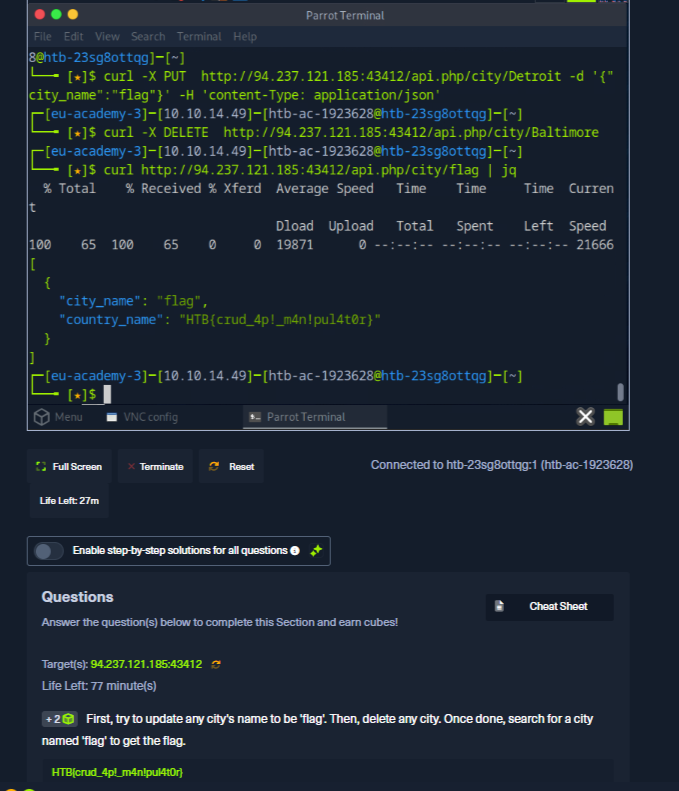 Parrot Terminal
File Edit View Search Terminal Help
8@htb-23sg8ottqg]─[~]
└──╼ [★]$ curl -X PUT  http://94.237.121.185:43412/api.php/city/Detroit -d '{"
city_name":"flag"}' -H 'content-Type: application/json'
┌─[eu-academy-3]─[10.10.14.49]─[htb-ac-1923628@htb-23sg8ottqg]─[~]
└──╼ [★]$ curl -X DELETE  http://94.237.121.185:43412/api.php/city/Baltimore
┌─[eu-academy-3]─[10.10.14.49]─[htb-ac-1923628@htb-23sg8ottqg]─[~]
└──╼ [★]$ curl http://94.237.121.185:43412/api.php/city/flag | jq
  % Total    % Received % Xferd  Average Speed   Time    Time     Time  Curren
t
                                 Dload  Upload   Total   Spent    Left  Speed
100    65  100    65    0     0  19871      0 --:--:-- --:--:-- --:--:-- 21666
[
  {
    "city_name": "flag",
    "country_name": "HTB{crud_4p!_m4n!pul4t0r}"
  }
]
┌─[eu-academy-3]─[10.10.14.49]─[htb-ac-1923628@htb-23sg8ottqg]─[~]
└──╼ [★]$
Menu VNC config Parrot Terminal
Full Screen Terminate Reset Connected to htb-23sg8ottqg:1 (htb-ac-1923628)
Life Left: 27m
Enable step-by-step solutions for all questions
Questions
Cheat Sheet
Answer the question(s) below to complete this Section and earn cubes!
Target(s): 94.237.121.185:43412
Life Left: 77 minute(s)
+ 2 First, try to update any city's name to be 'flag'. Then, delete any city. Once done, search for a city
named 'flag' to get the flag.
HTB{crud_4p!_m4n!pul4t0r}